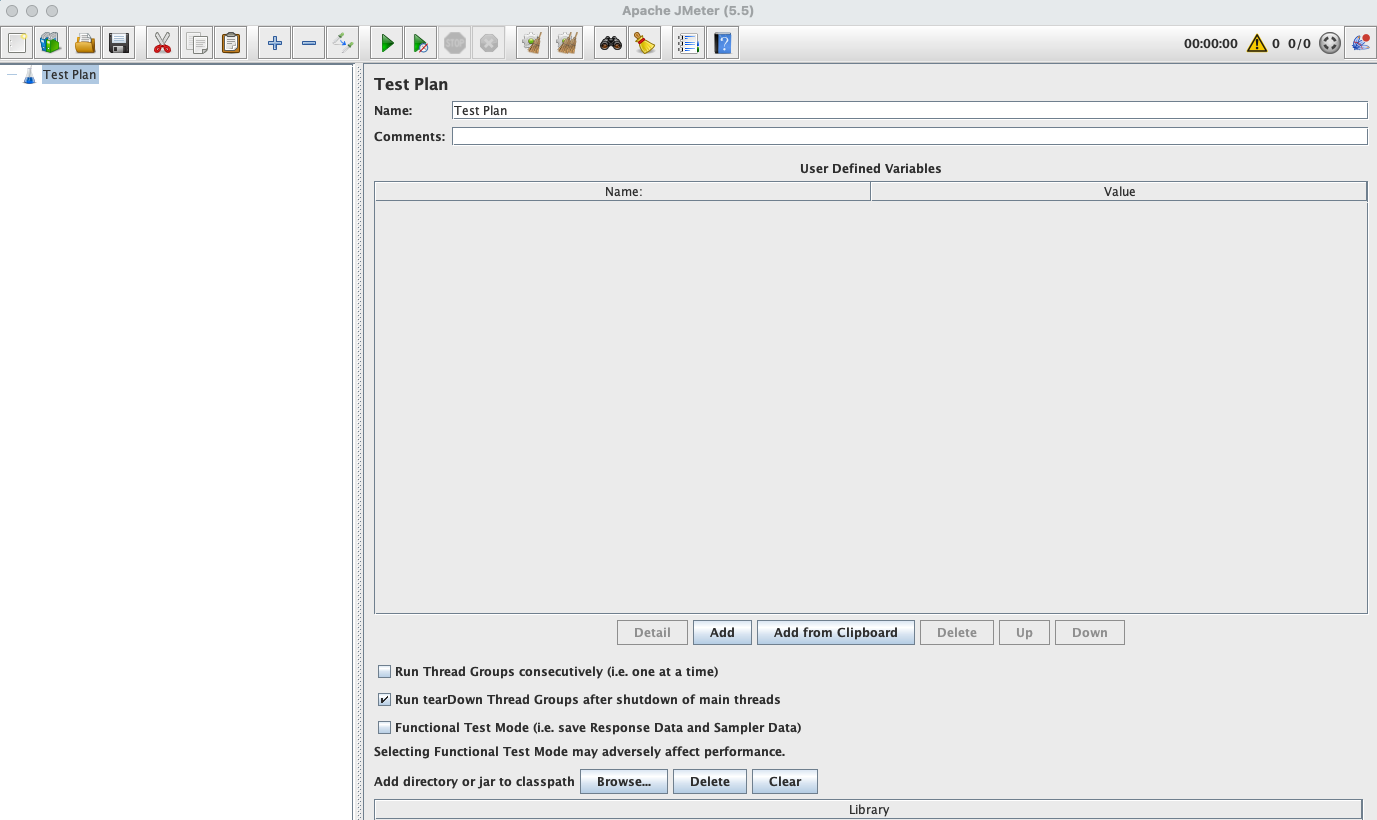 Apache JMeter (5.5)
STOP
00:00:00 0 0/0
Test Plan
Test Plan
Name: Test Plan
Comments:
User Defined Variables
Name: Value
Detail Add Add from Clipboard Delete Up Down
Run Thread Groups consecutively (i.e. one at a time)
Run tearDown Thread Groups after shutdown of main threads
Functional Test Mode (i.e. save Response Data and Sampler Data)
Selecting Functional Test Mode may adversely affect performance.
Add directory or jar to classpath Browse... Delete Clear
Library